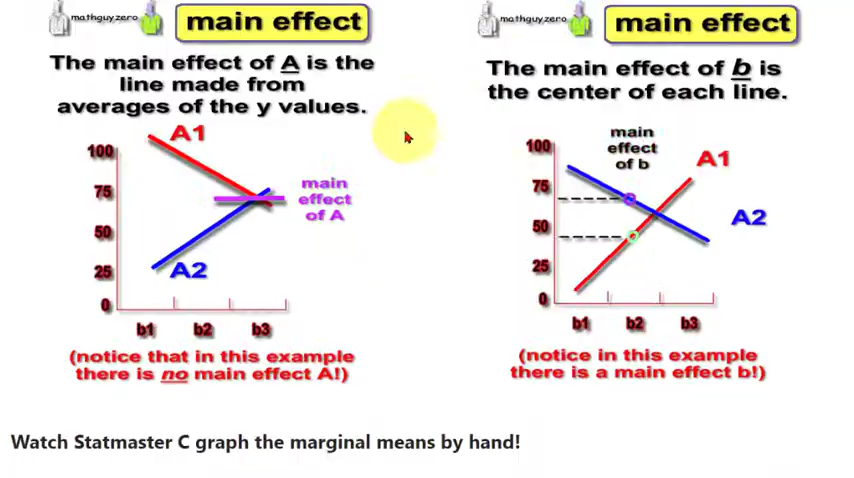 mathguyzero
main effect
The main effect of A is the
line made from
averages of the y values.
A1
100
75
50
25
0
main
effect
of A
A2
b1 b2 b3
(notice that in this example
there is no main effect A!)
mathguyzero
main effect
The main effect of b is
the center of each line.
main
effect
of b
100
75
50
25
0
A1
A2
b1 b2 b3
(notice in this example
there is a main effect b!)
Watch Statmaster C graph the marginal means by hand!